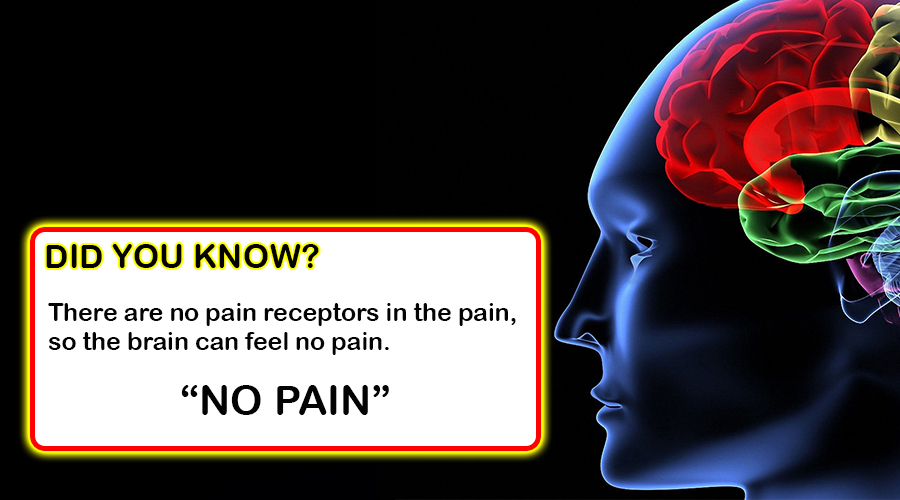 DID YOU KNOW?
There are no pain receptors in the pain,
so the brain can feel no pain.
“NO PAIN”